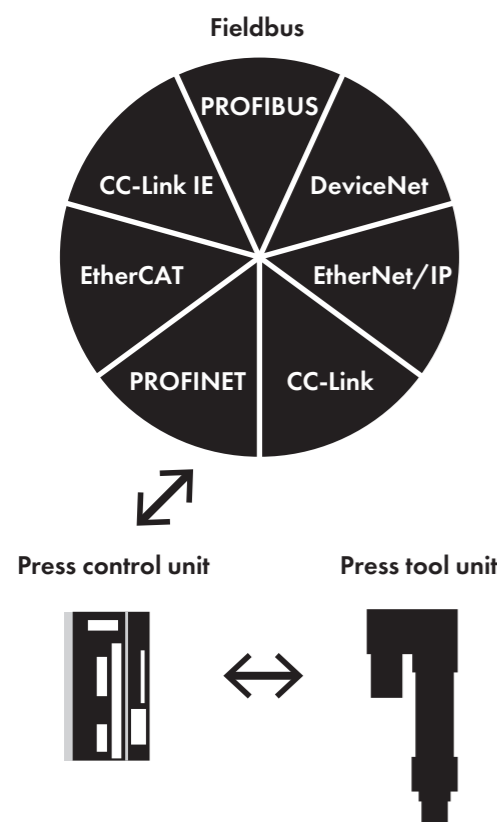 Fieldbus
PROFIBUS
CC-Link IE
DeviceNet
EtherCAT
EtherNet/IP
PROFINET
CC-Link
Press control unit
Press tool unit